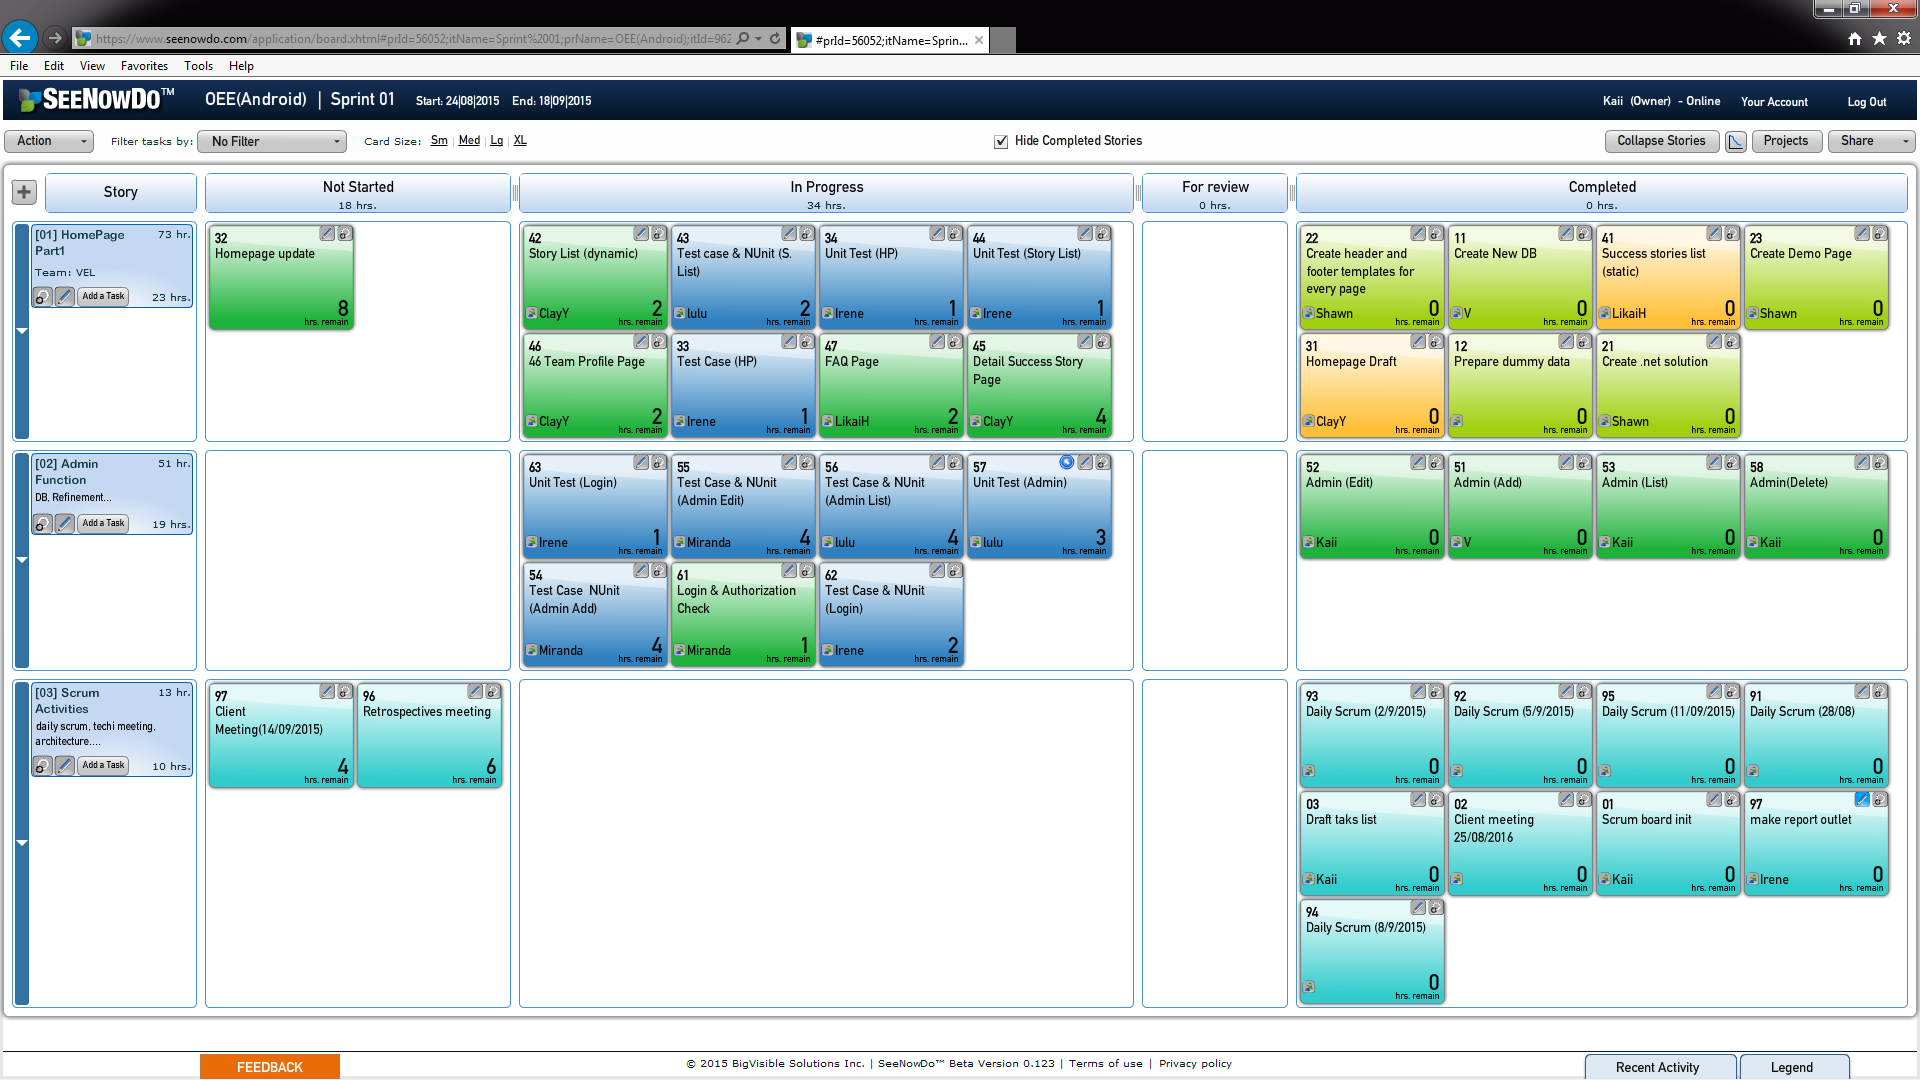 https://www.seenowdo.com/application/board.xhtml#prId=56052;itName=Sprint%2001;prName=OEE(Android);itId=962
#prId=56052;itName=Sprin...
File Edit View Favorites Tools Help
SEENOWDO™ OEE(Android) | Sprint 01 Start: 24|08|2015 End: 18|09|2015 Kaii (Owner) - Online Your Account Log Out
Action Filter tasks by: No Filter Card Size: Sm | Med | Lg | XL Hide Completed Stories Collapse Stories Projects Share
+ Story
Not Started
18 hrs.
In Progress
34 hrs.
For review
0 hrs.
Completed
0 hrs.
[01] HomePage Part1 73 hr.
Team: VEL
Add a Task 23 hrs.
32
Homepage update
8
hrs. remain
42
Story List (dynamic)
ClayY 2
hrs. remain
43
Test case & NUnit (S.
List)
lulu 2
hrs. remain
34
Unit Test (HP)
Irene 1
hrs. remain
44
Unit Test (Story List)
Irene 1
hrs. remain
46
46 Team Profile Page
ClayY 2
hrs. remain
33
Test Case (HP)
Irene 1
hrs. remain
47
FAQ Page
LikaiH 2
hrs. remain
45
Detail Success Story
Page
ClayY 4
hrs. remain
22
Create header and
footer templates for
every page
Shawn 0
hrs. remain
11
Create New DB
V 0
hrs. remain
41
Success stories list
(static)
LikaiH 0
hrs. remain
23
Create Demo Page
Shawn 0
hrs. remain
31
Homepage Draft
ClayY 0
hrs. remain
12
Prepare dummy data
0
hrs. remain
21
Create .net solution
Shawn 0
hrs. remain
[02] Admin Function 51 hr.
DB, Refinement...
Add a Task 19 hrs.
63
Unit Test (Login)
Irene 1
hrs. remain
55
Test Case & NUnit
(Admin Edit)
Miranda 4
hrs. remain
56
Test Case & NUnit
(Admin List)
lulu 4
hrs. remain
57
Unit Test (Admin)
lulu 3
hrs. remain
54
Test Case NUnit
(Admin Add)
Miranda 4
hrs. remain
61
Login & Authorization
Check
Miranda 1
hrs. remain
62
Test Case & NUnit
(Login)
Irene 2
hrs. remain
52
Admin (Edit)
Kaii 0
hrs. remain
51
Admin (Add)
V 0
hrs. remain
53
Admin (List)
Kaii 0
hrs. remain
58
Admin(Delete)
Kaii 0
hrs. remain
[03] Scrum Activities 13 hr.
daily scrum, techi meeting,
architecture....
Add a Task 10 hrs.
97
Client
Meeting(14/09/2015)
4
hrs. remain
96
Retrospectives meeting
6
hrs. remain
93
Daily Scrum (2/9/2015)
0
hrs. remain
92
Daily Scrum (5/9/2015)
0
hrs. remain
95
Daily Scrum (11/09/2015)
0
hrs. remain
91
Daily Scrum (28/08)
0
hrs. remain
03
Draft taks list
Kaii 0
hrs. remain
02
Client meeting
25/08/2016
0
hrs. remain
01
Scrum board init
Kaii 0
hrs. remain
97
make report outlet
Irene 0
hrs. remain
94
Daily Scrum (8/9/2015)
0
hrs. remain
FEEDBACK © 2015 BigVisible Solutions Inc. | SeeNowDo™ Beta Version 0.123 | Terms of use | Privacy policy Recent Activity Legend